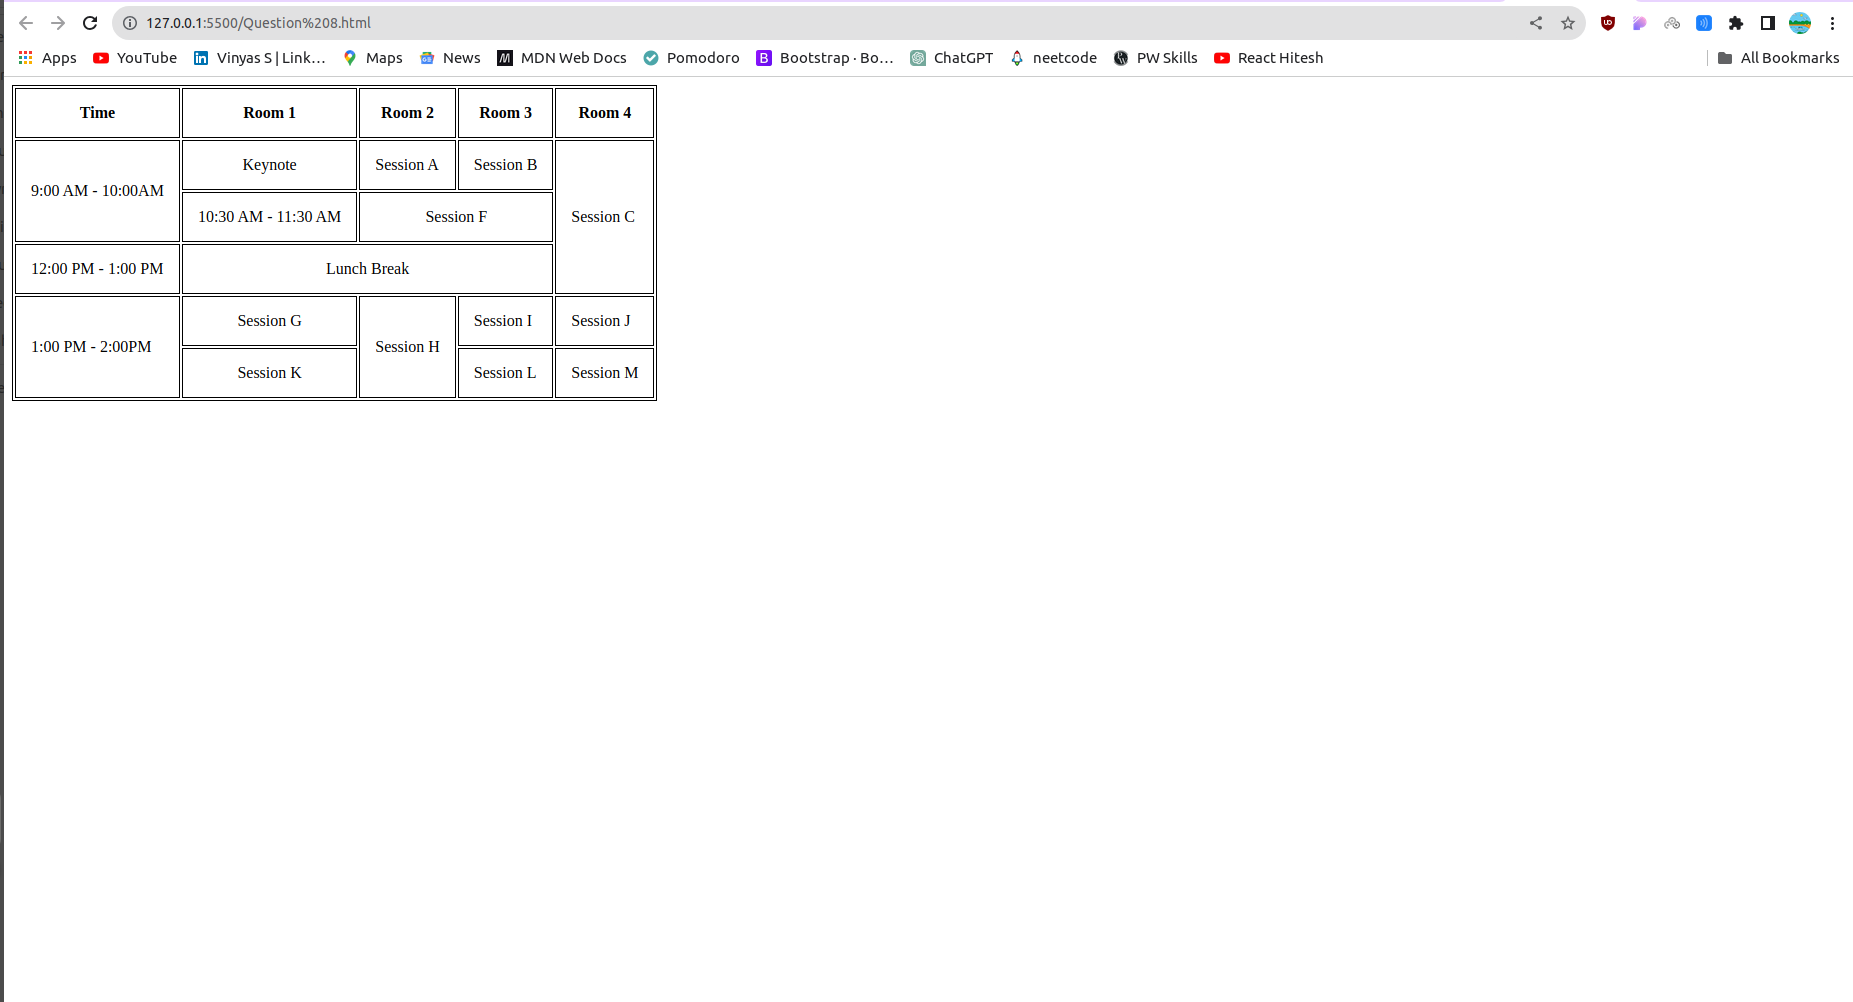 127.0.0.1:5500/Question%208.html
Apps YouTube Vinyas S | Link... Maps News MDN Web Docs Pomodoro Bootstrap · Bo... ChatGPT neetcode PW Skills React Hitesh All Bookmarks
Time Room 1 Room 2 Room 3 Room 4
9:00 AM - 10:00AM Keynote Session A Session B Session C
10:30 AM - 11:30 AM Session F
12:00 PM - 1:00 PM Lunch Break
1:00 PM - 2:00PM Session G Session H Session I Session J
Session K Session L Session M